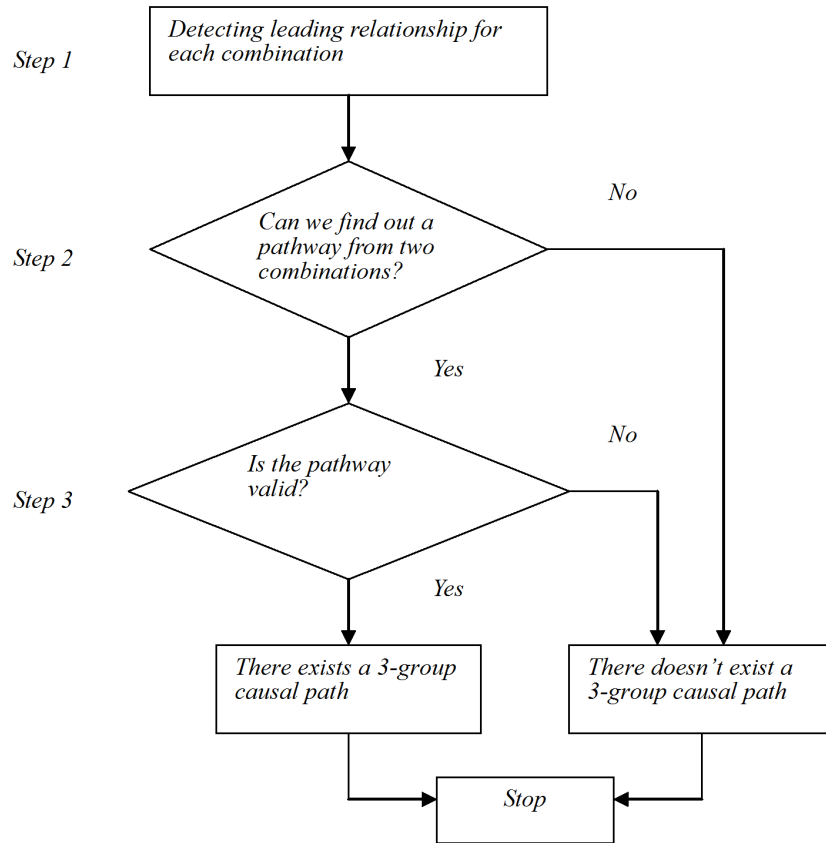 Detecting leading relationship for
each combination
Step 1
No
Can we find out a
pathway from two
combinations?
Step 2
Yes
No
Is the pathway
valid?
Step 3
Yes
There exists a 3-group
causal path
There doesn’t exist a
3-group causal path
Stop